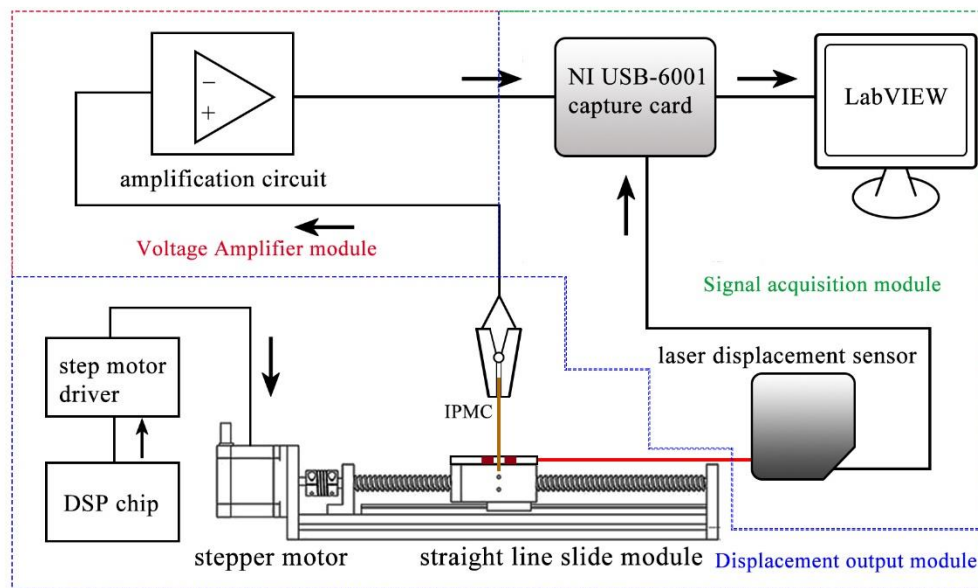 −
+
amplification circuit
NI USB-6001
capture card
LabVIEW
Voltage Amplifier module
Signal acquisition module
step motor
driver
DSP chip
IPMC
laser displacement sensor
stepper motor
straight line slide module
Displacement output module